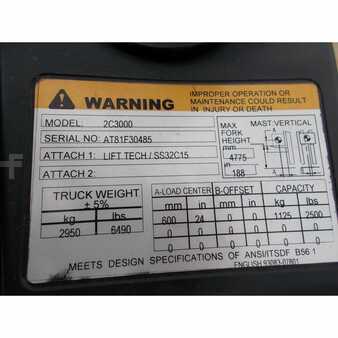 WARNING
IMPROPER OPERATION OR
MAINTENANCE COULD RESULT
IN INJURY OR DEATH
MODEL: 2C3000
SERIAL NO: AT81F30485
ATTACH 1: LIFT TECH / SS32C15
ATTACH 2:
MAX
FORK
HEIGHT
mm
4775
in
188
MAST VERTICAL
TRUCK WEIGHT
± 5%
kg lbs
2950 6490
A-LOAD CENTER B-OFFSET CAPACITY
mm in mm in kg lbs
600 24 0 0 1125 2500
0 0 0 0 0 0
0 0 0 0 0 0
MEETS DESIGN SPECIFICATIONS OF ANSI/ITSDF B56.1
ENGLISH 93083-07801